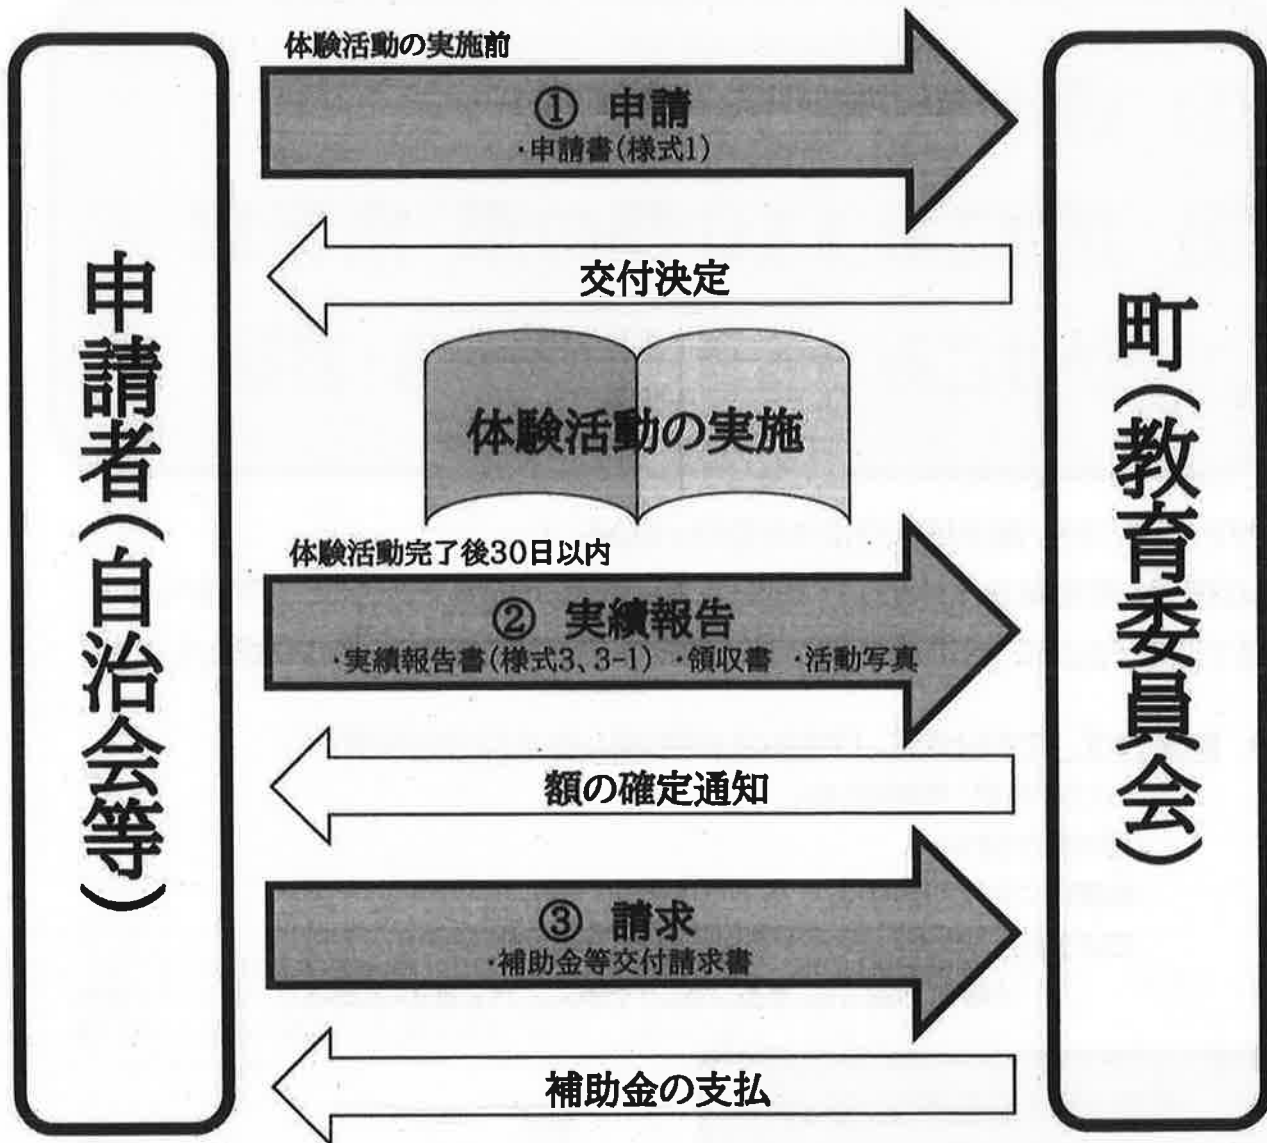 体験活動の実施前
① 申請
・申請書(様式1)
交付決定
申請者(自治会等)
町(教育委員会)
体験活動の実施
体験活動完了後30日以内
② 実績報告
・実績報告書(様式3、3-1) ・領収書 ・活動写真
額の確定通知
③ 請求
・補助金等交付請求書
補助金の支払